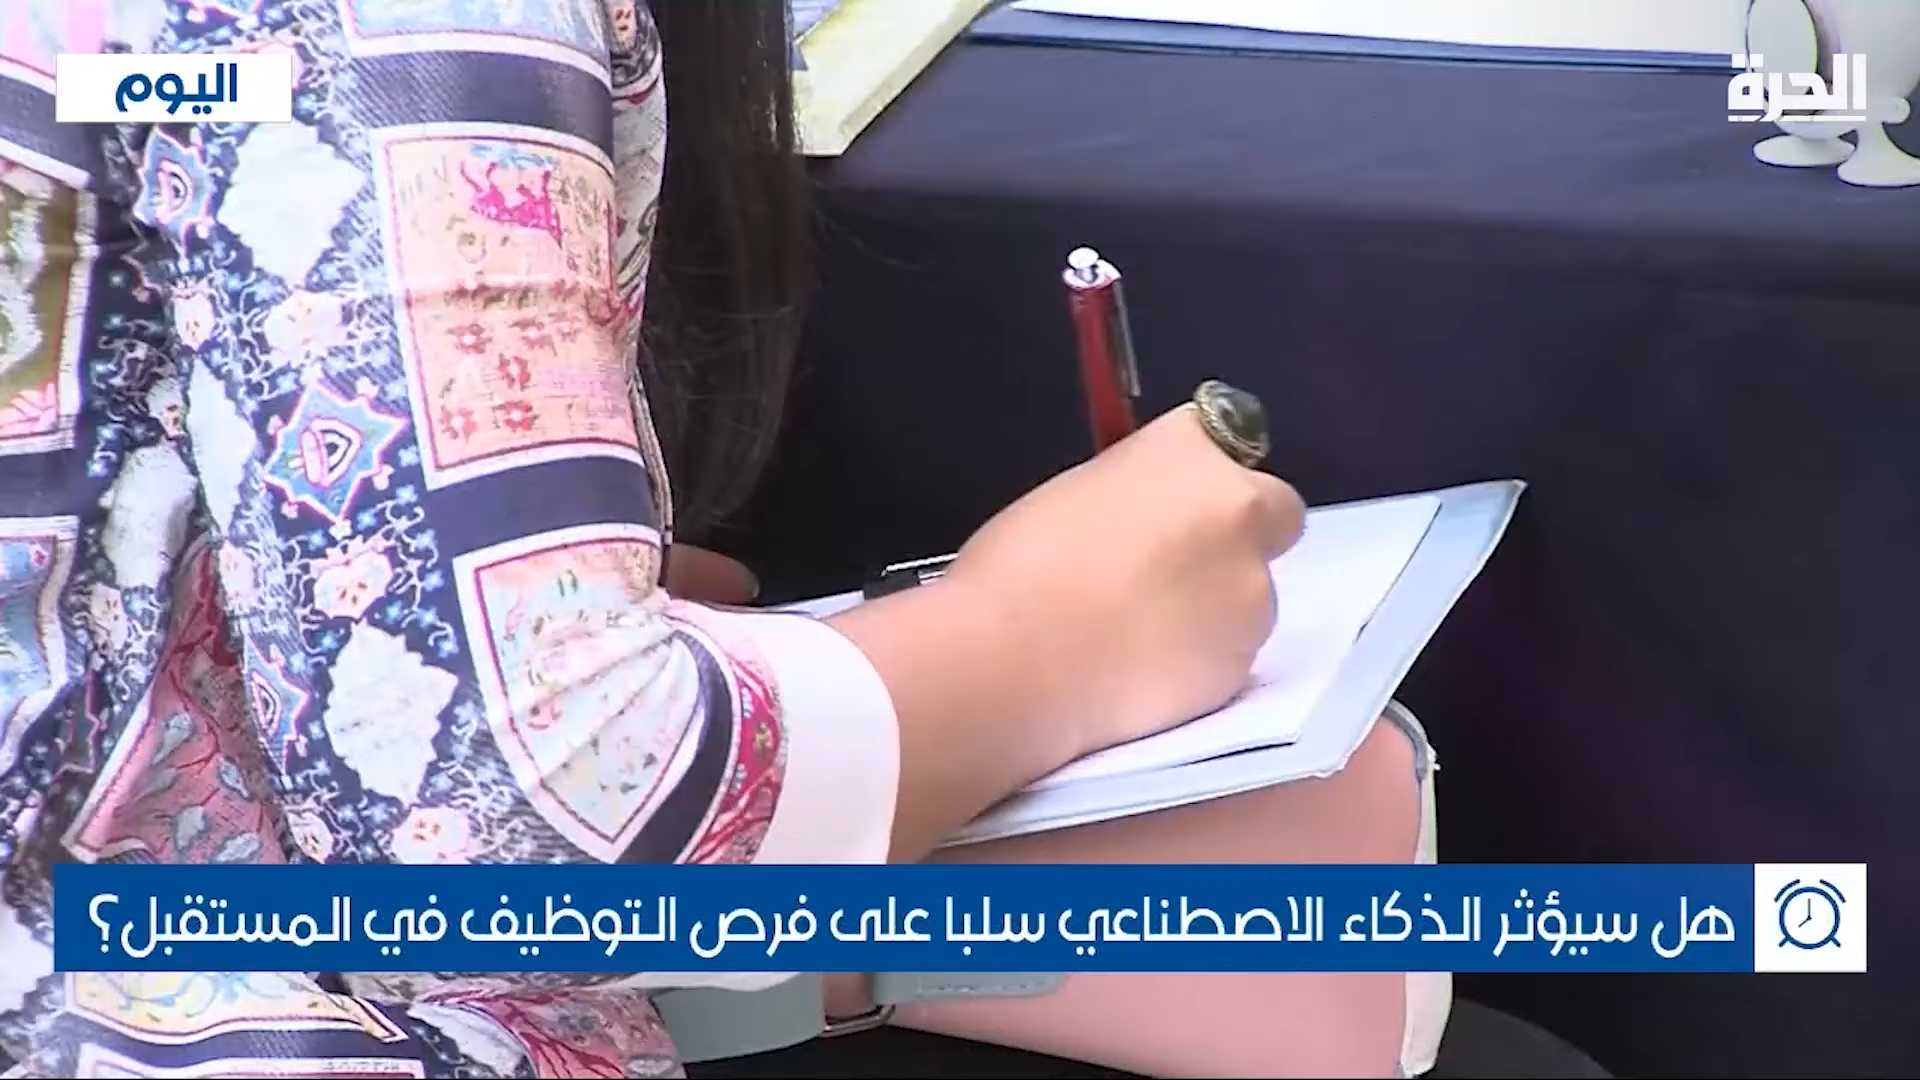 اليوم
الحرة
هل سيؤثر الذكاء الاصطناعي سلبا على فرص التوظيف في المستقبل؟